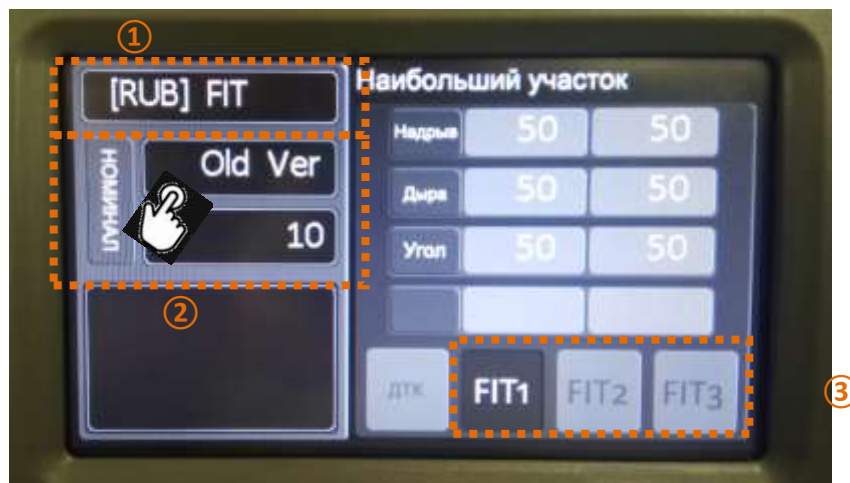 ①
[RUB] FIT
НОМИНАЛ
Old Ver
10
②
Наибольший участок
Надрыв 50 50
Дыра 50 50
Угол 50 50
ДТК FIT1 FIT2 FIT3
③